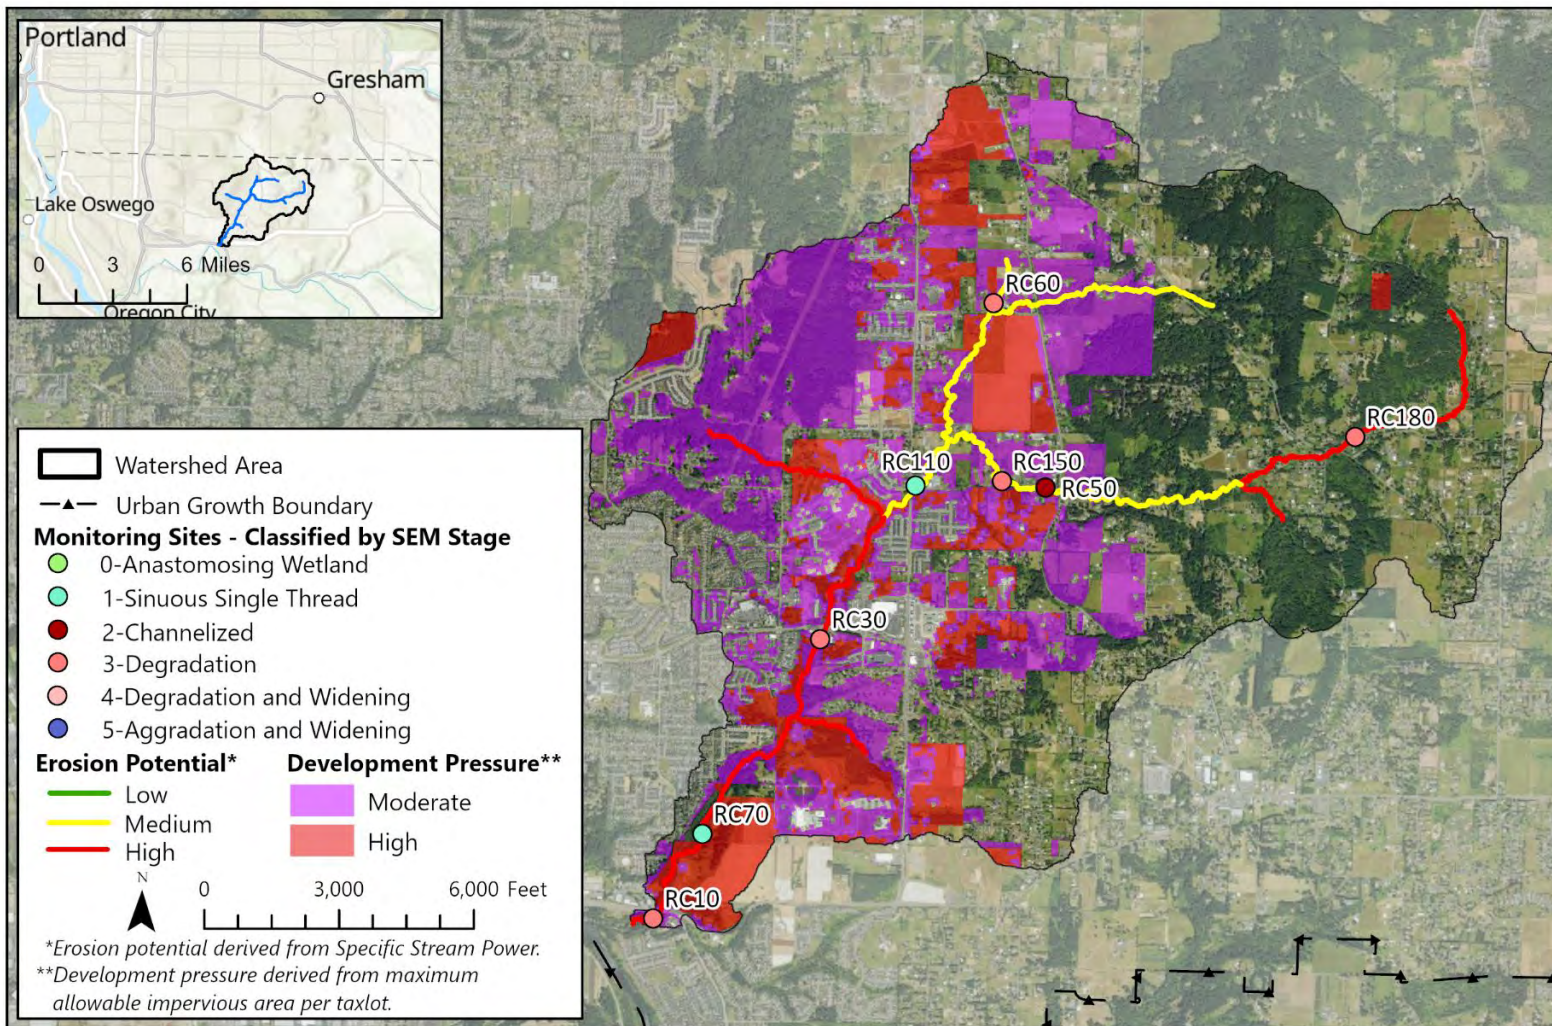 Portland
Gresham
Lake Oswego
0 3 6 Miles
Oregon City
RC60
RC180
RC110
RC150
RC50
RC30
RC70
RC10
Watershed Area
Urban Growth Boundary
Monitoring Sites - Classified by SEM Stage
0-Anastomosing Wetland
1-Sinuous Single Thread
2-Channelized
3-Degradation
4-Degradation and Widening
5-Aggradation and Widening
Erosion Potential* Development Pressure**
Low
Medium
High
Moderate
High
N
0 3,000 6,000 Feet
*Erosion potential derived from Specific Stream Power.
**Development pressure derived from maximum
allowable impervious area per taxlot.